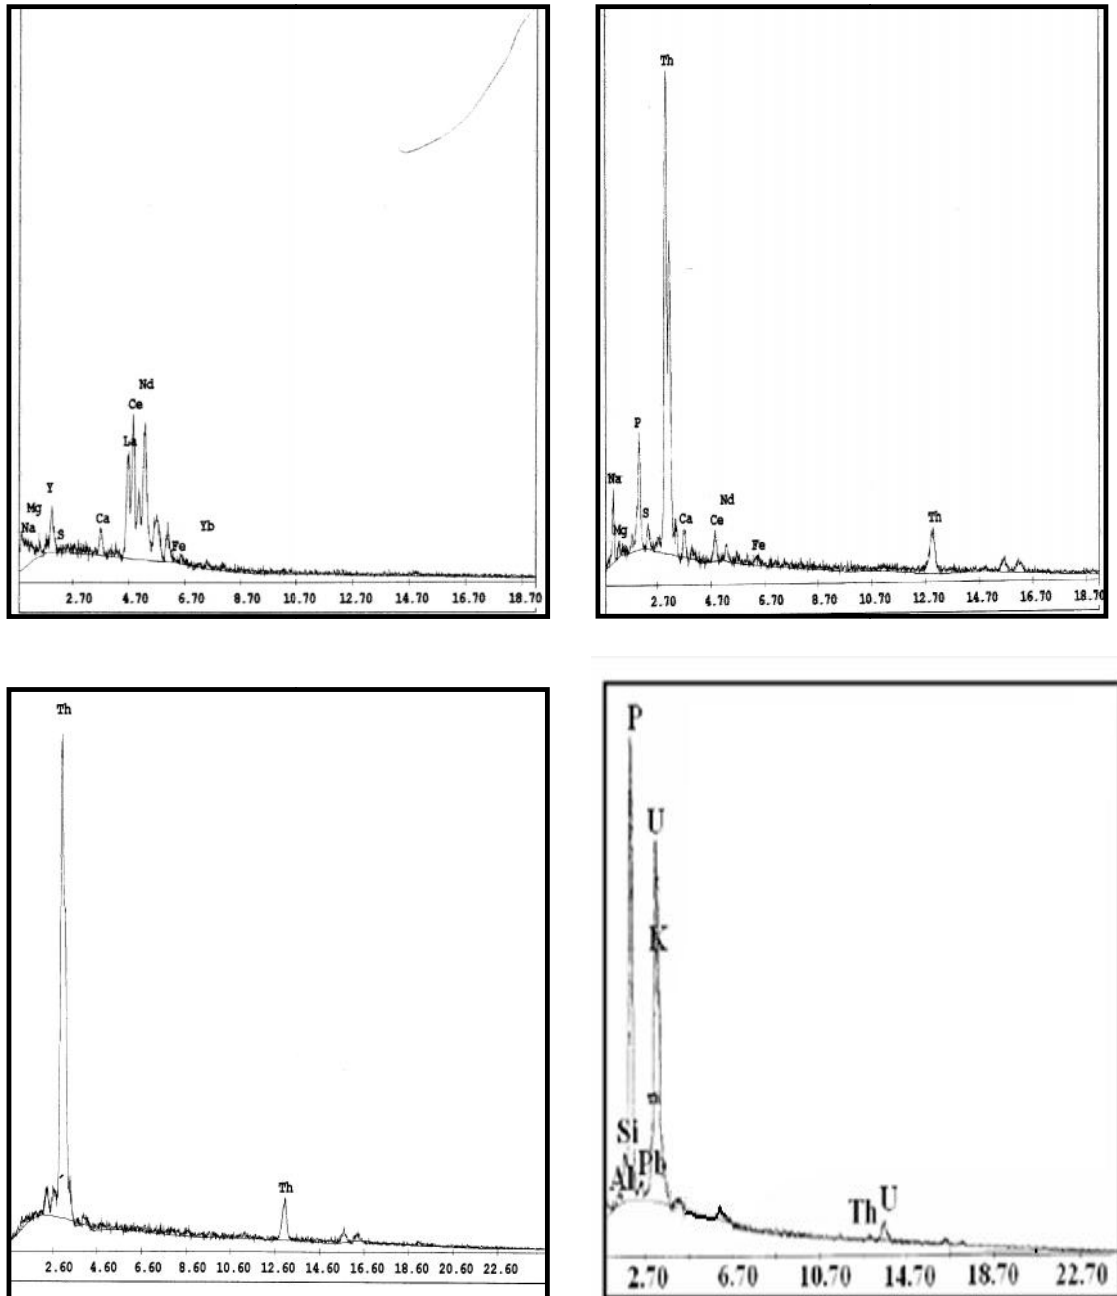 Nd
Ce
La
Y
Mg
Na
S
Ca
Fe
Yb
2.70 4.70 6.70 8.70 10.70 12.70 14.70 16.70 18.70
Th
P
Na
Mg
S
Ca
Ce
Nd
Fe
Th
2.70 4.70 6.70 8.70 10.70 12.70 14.70 16.70 18.70
Th
Th
2.60 4.60 6.60 8.60 10.60 12.60 14.60 16.60 18.60 20.60 22.60
P
U
K
Si
Al
Pb
Th U
2.70 6.70 10.70 14.70 18.70 22.70